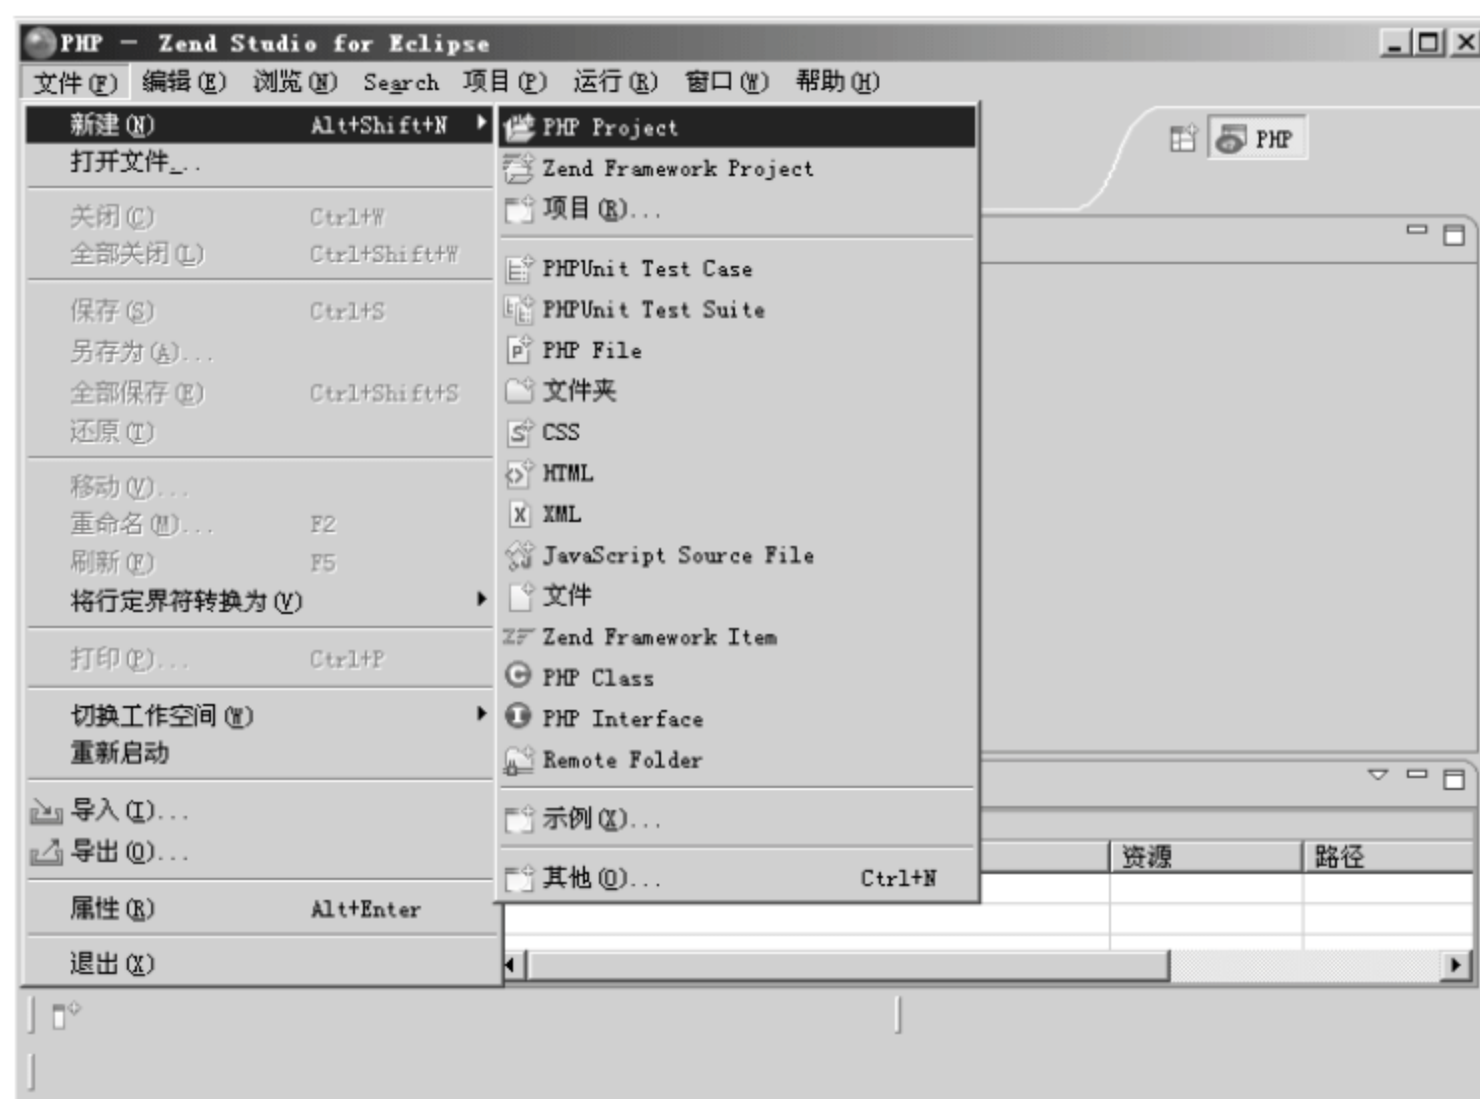 PHP - Zend Studio for Eclipse
文件(F) 编辑(E) 浏览(N) Search 项目(P) 运行(R) 窗口(W) 帮助(H)
新建(N) Alt+Shift+N
打开文件...
关闭(C) Ctrl+W
全部关闭(L) Ctrl+Shift+W
保存(S) Ctrl+S
另存为(A)...
全部保存(E) Ctrl+Shift+S
还原(T)
移动(V)...
重命名(M)... F2
刷新(F) F5
将行定界符转换为(V)
打印(P)... Ctrl+P
切换工作空间(W)
重新启动
导入(I)...
导出(O)...
属性(R) Alt+Enter
退出(X)
PHP Project
Zend Framework Project
项目(R)...
PHPUnit Test Case
PHPUnit Test Suite
PHP File
文件夹
CSS
HTML
XML
JavaScript Source File
文件
Zend Framework Item
PHP Class
PHP Interface
Remote Folder
示例(X)...
其他(O)... Ctrl+N
PHP
资源 路径